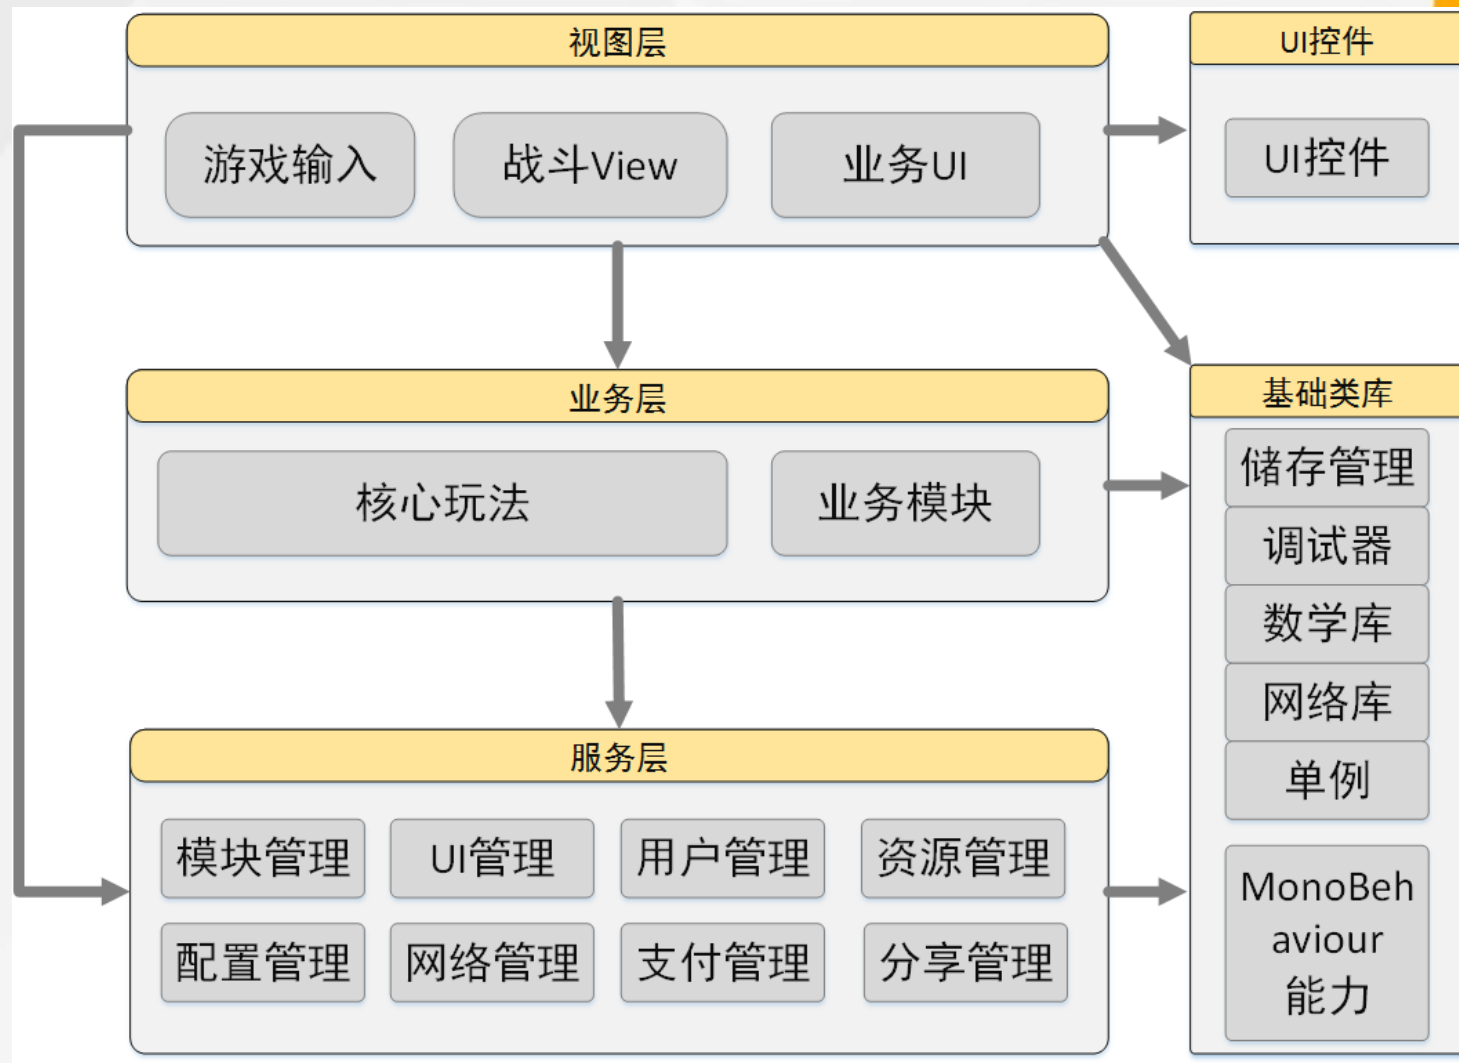 视图层
游戏输入
战斗View
业务UI
UI控件
UI控件
业务层
核心玩法
业务模块
基础类库
储存管理
调试器
数学库
网络库
单例
MonoBeh
aviour
能力
服务层
模块管理
UI管理
用户管理
资源管理
配置管理
网络管理
支付管理
分享管理